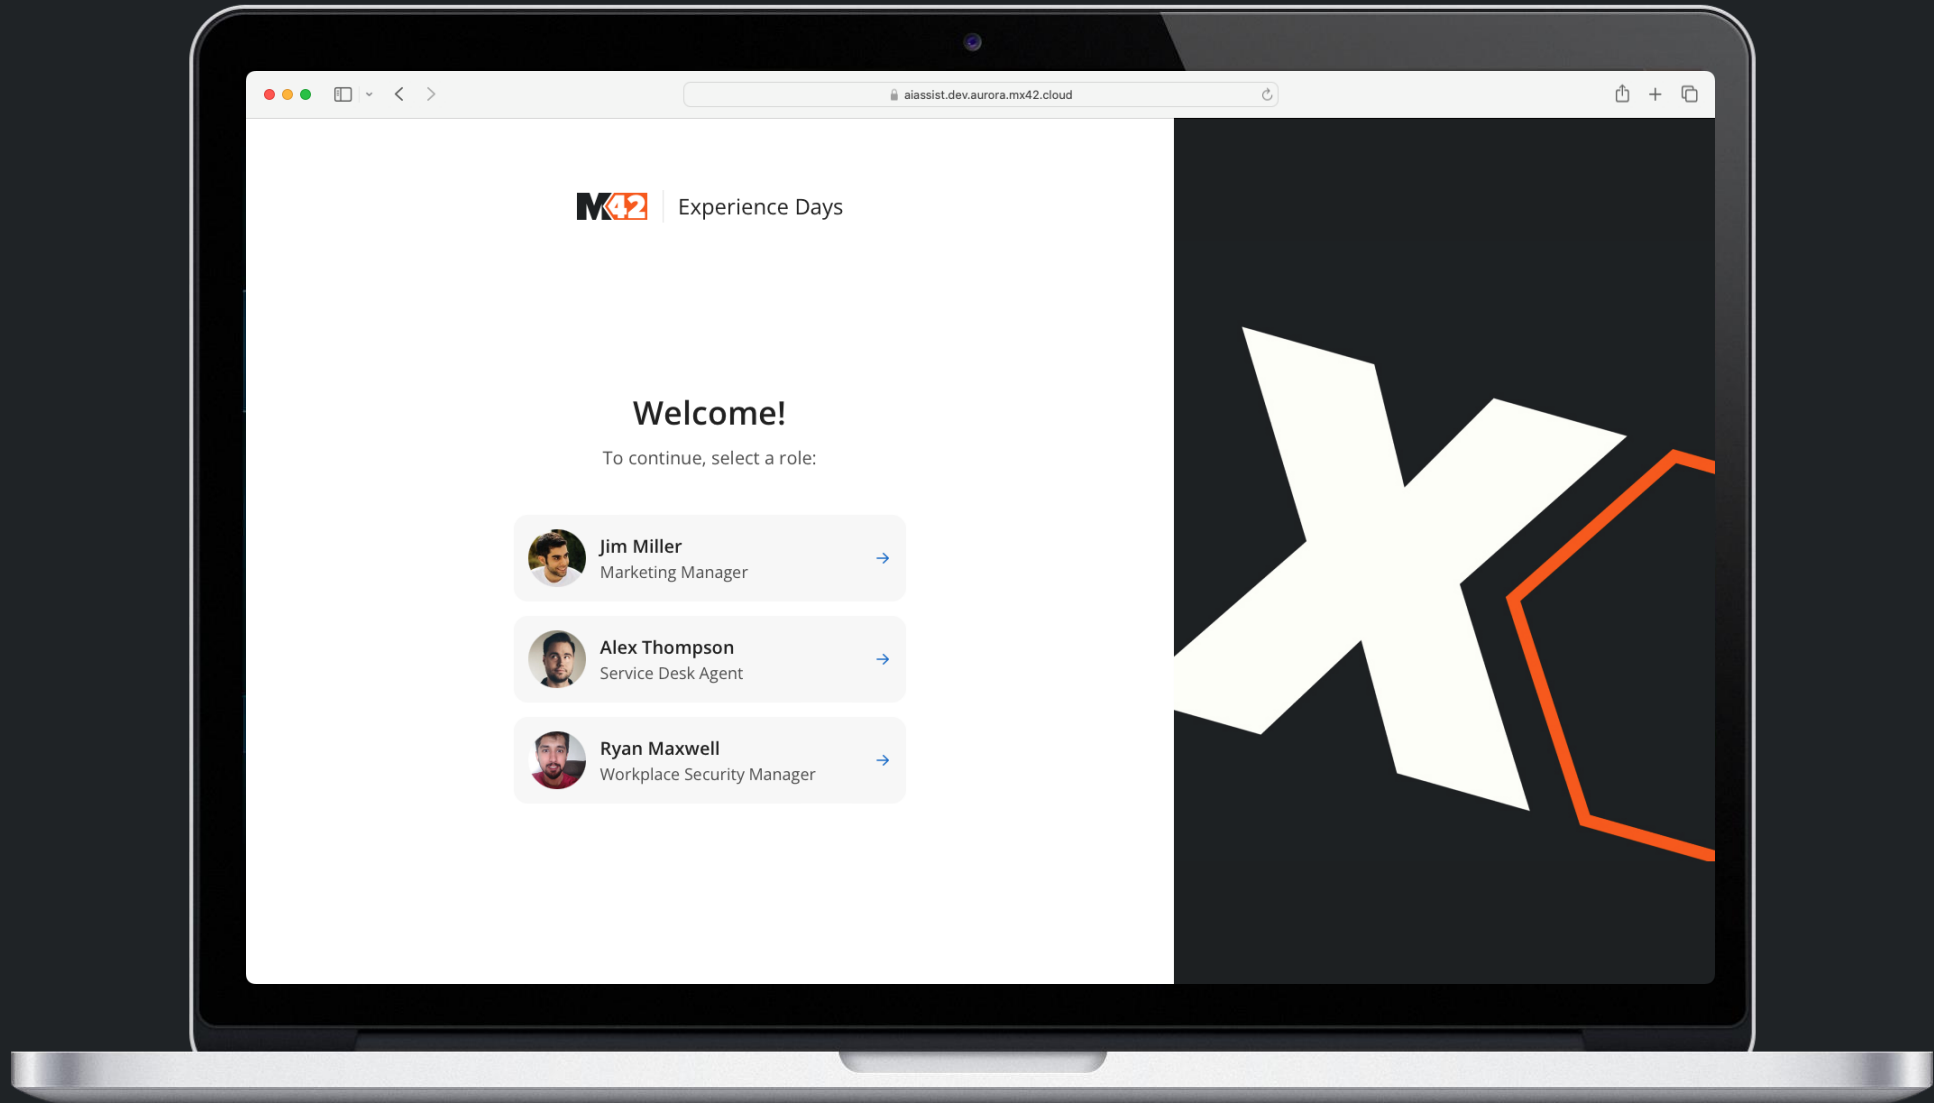 aiassist.dev.aurora.mx42.cloud
M42 Experience Days
Welcome!
To continue, select a role:
Jim Miller
Marketing Manager
Alex Thompson
Service Desk Agent
Ryan Maxwell
Workplace Security Manager
X